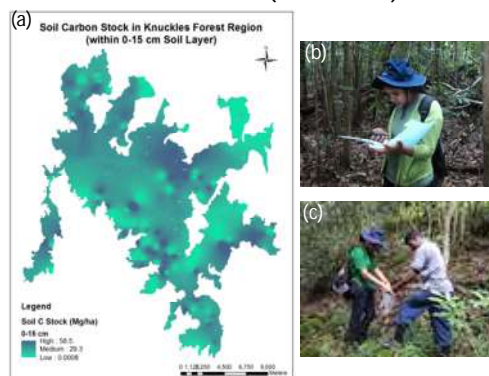 (a)
Soil Carbon Stock in Knuckles Forest Region
(within 0-15 cm Soil Layer)
N
(b)
(c)
Legend
Soil C Stock (Mg/ha)
0-15 cm
High : 58.5
Medium : 29.3
Low : 0.0008
Meters